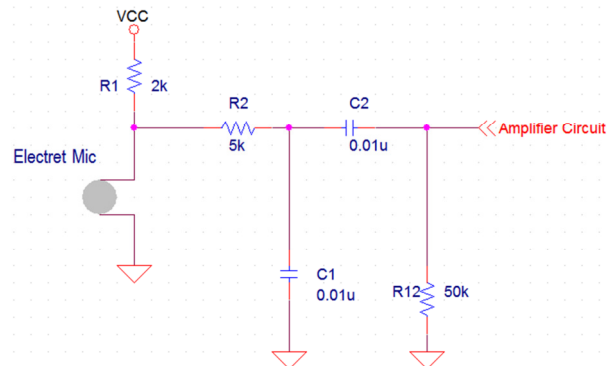 VCC
R1 2k
R2
5k
C2
0.01u
Amplifier Circuit
Electret Mic
C1
0.01u
R12 50k